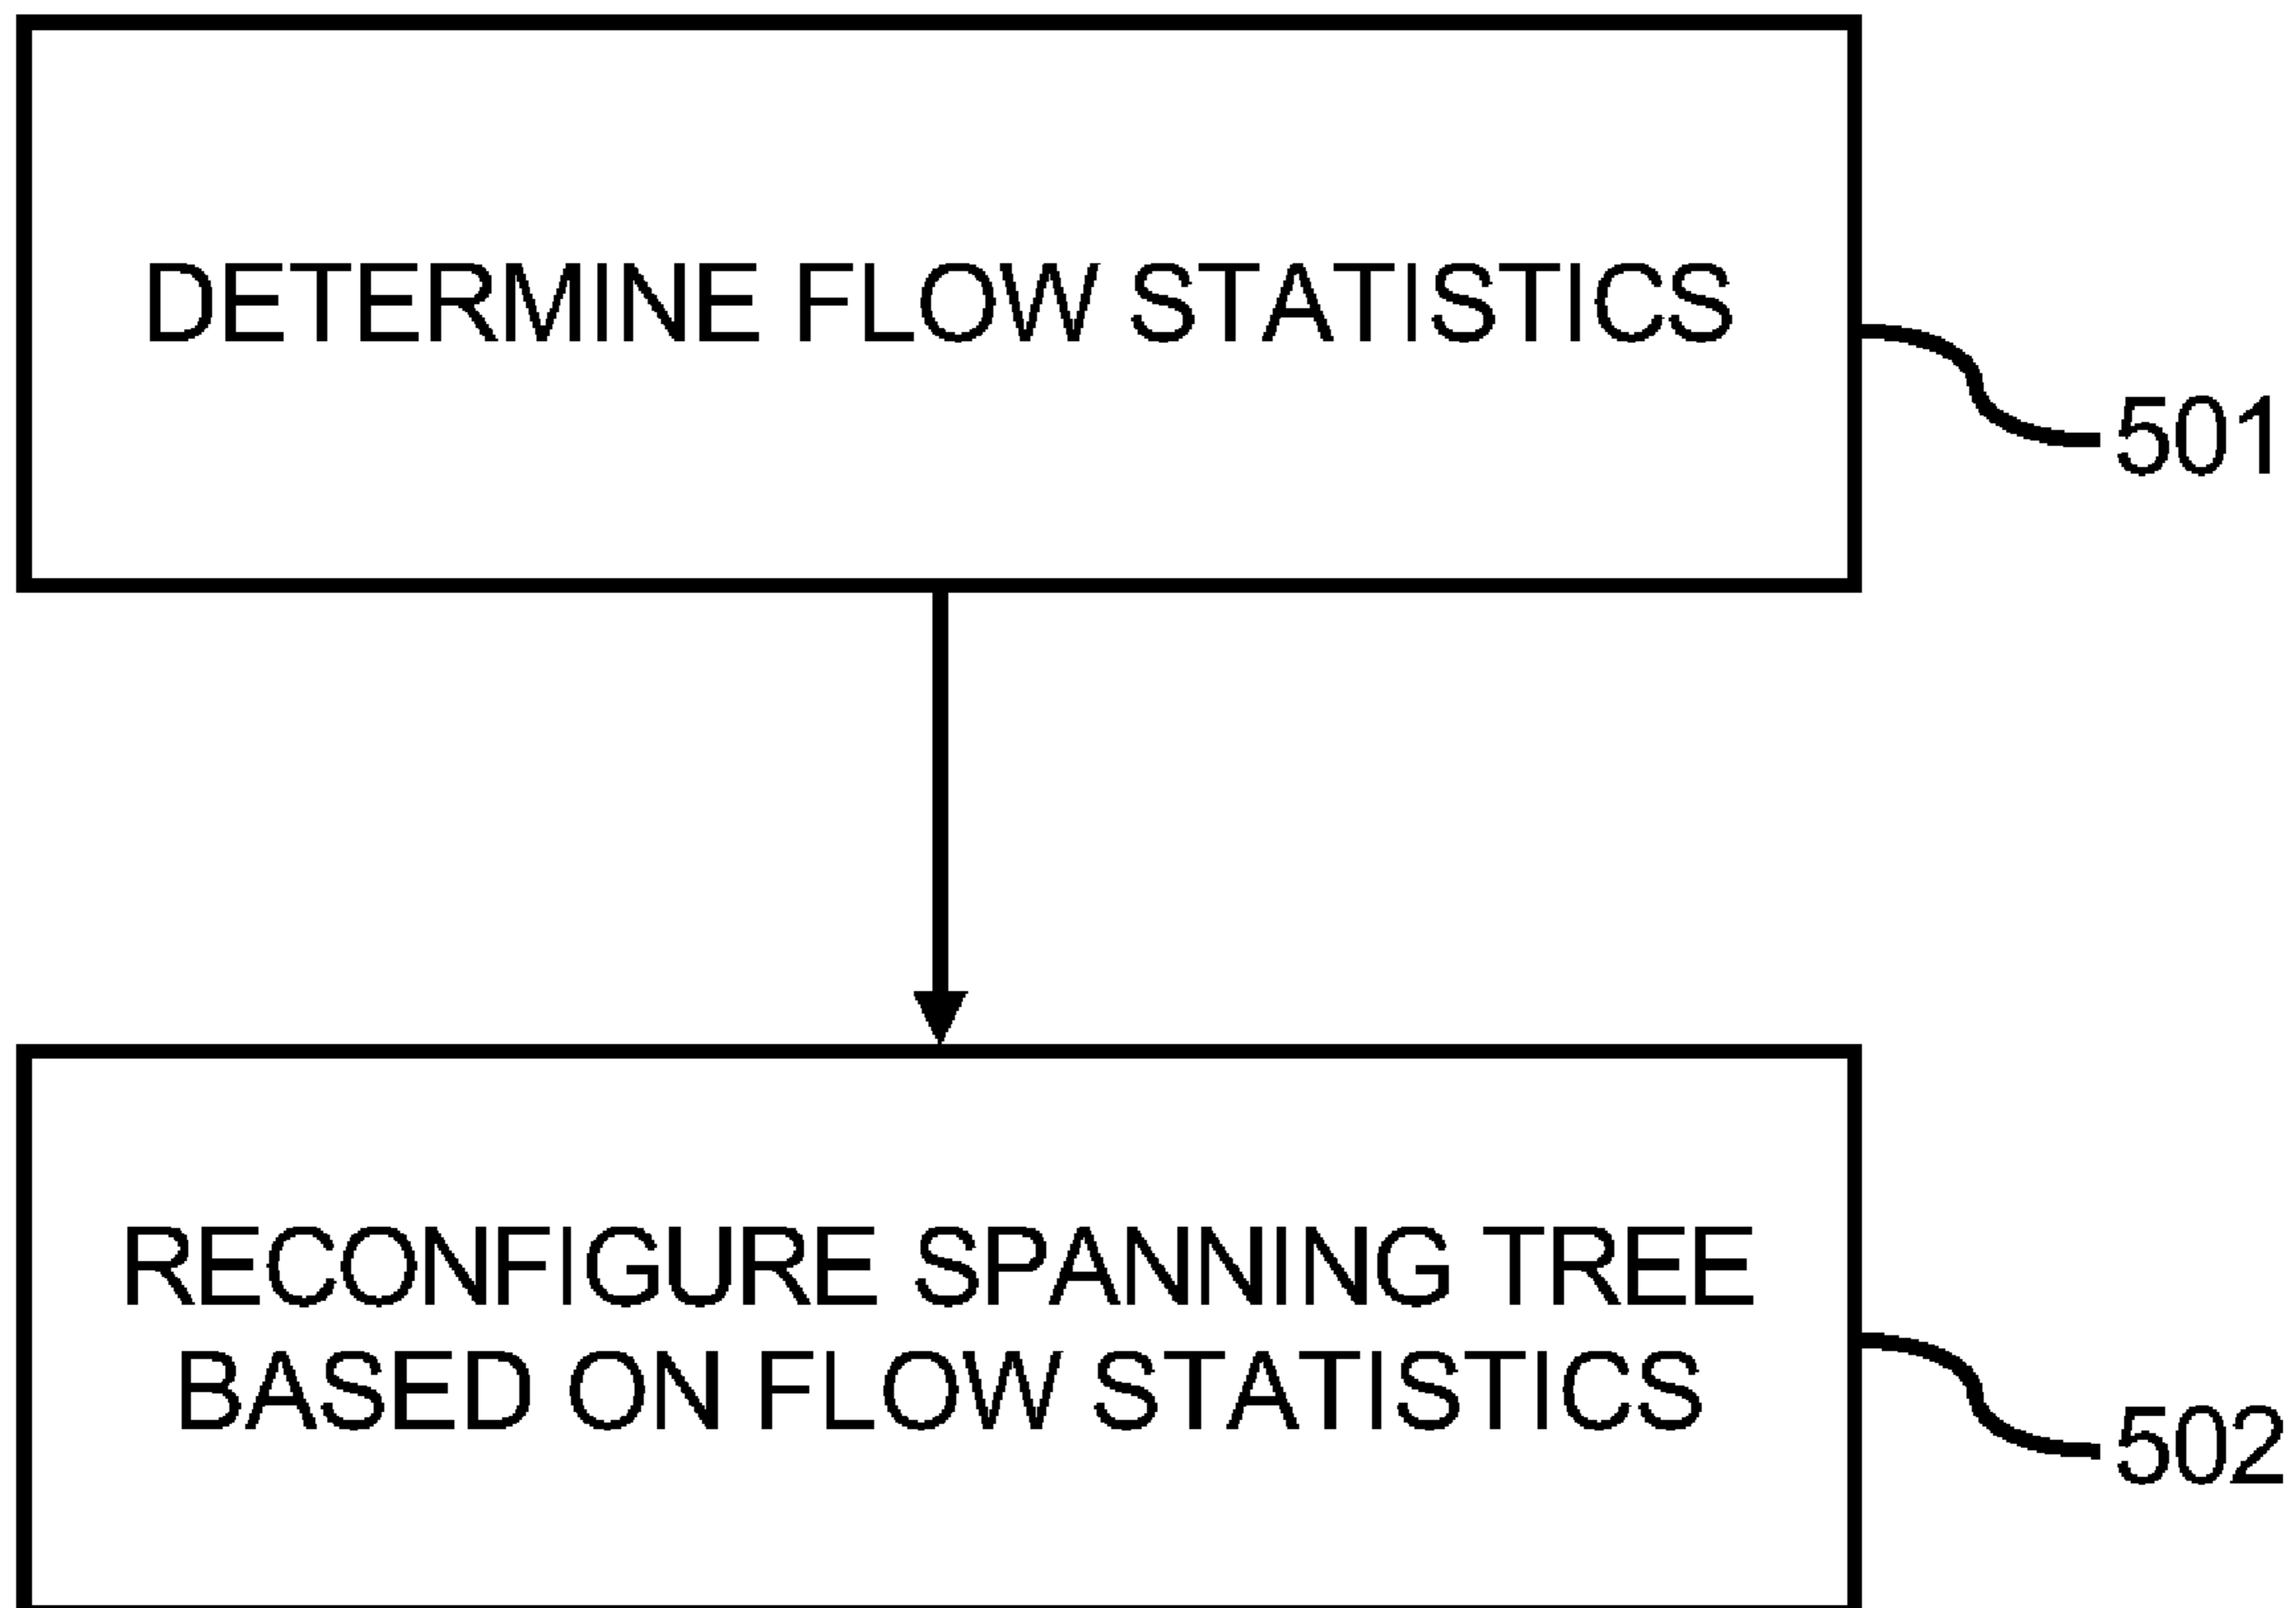 DETERMINE FLOW STATISTICS
501
RECONFIGURE SPANNING TREE
BASED ON FLOW STATISTICS
502